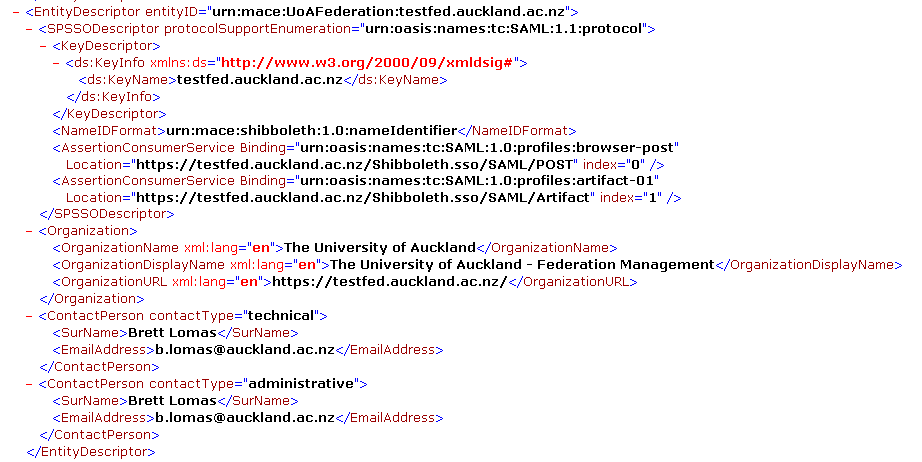 - <EntityDescriptor entityID="urn:mace:UoAFederation:testfed.auckland.ac.nz">
- <SPSSODescriptor protocolSupportEnumeration="urn:oasis:names:tc:SAML:1.1:protocol">
- <KeyDescriptor>
- <ds:KeyInfo xmlns:ds="http://www.w3.org/2000/09/xmldsig#">
<ds:KeyName>testfed.auckland.ac.nz</ds:KeyName>
</ds:KeyInfo>
</KeyDescriptor>
<NameIDFormat>urn:mace:shibboleth:1.0:nameIdentifier</NameIDFormat>
<AssertionConsumerService Binding="urn:oasis:names:tc:SAML:1.0:profiles:browser-post"
Location="https://testfed.auckland.ac.nz/Shibboleth.sso/SAML/POST" index="0" />
<AssertionConsumerService Binding="urn:oasis:names:tc:SAML:1.0:profiles:artifact-01"
Location="https://testfed.auckland.ac.nz/Shibboleth.sso/SAML/Artifact" index="1" />
</SPSSODescriptor>
- <Organization>
<OrganizationName xml:lang="en">The University of Auckland</OrganizationName>
<OrganizationDisplayName xml:lang="en">The University of Auckland - Federation Management</OrganizationDisplayName>
<OrganizationURL xml:lang="en">https://testfed.auckland.ac.nz/</OrganizationURL>
</Organization>
- <ContactPerson contactType="technical">
<SurName>Brett Lomas</SurName>
<EmailAddress>b.lomas@auckland.ac.nz</EmailAddress>
</ContactPerson>
- <ContactPerson contactType="administrative">
<SurName>Brett Lomas</SurName>
<EmailAddress>b.lomas@auckland.ac.nz</EmailAddress>
</ContactPerson>
</EntityDescriptor>